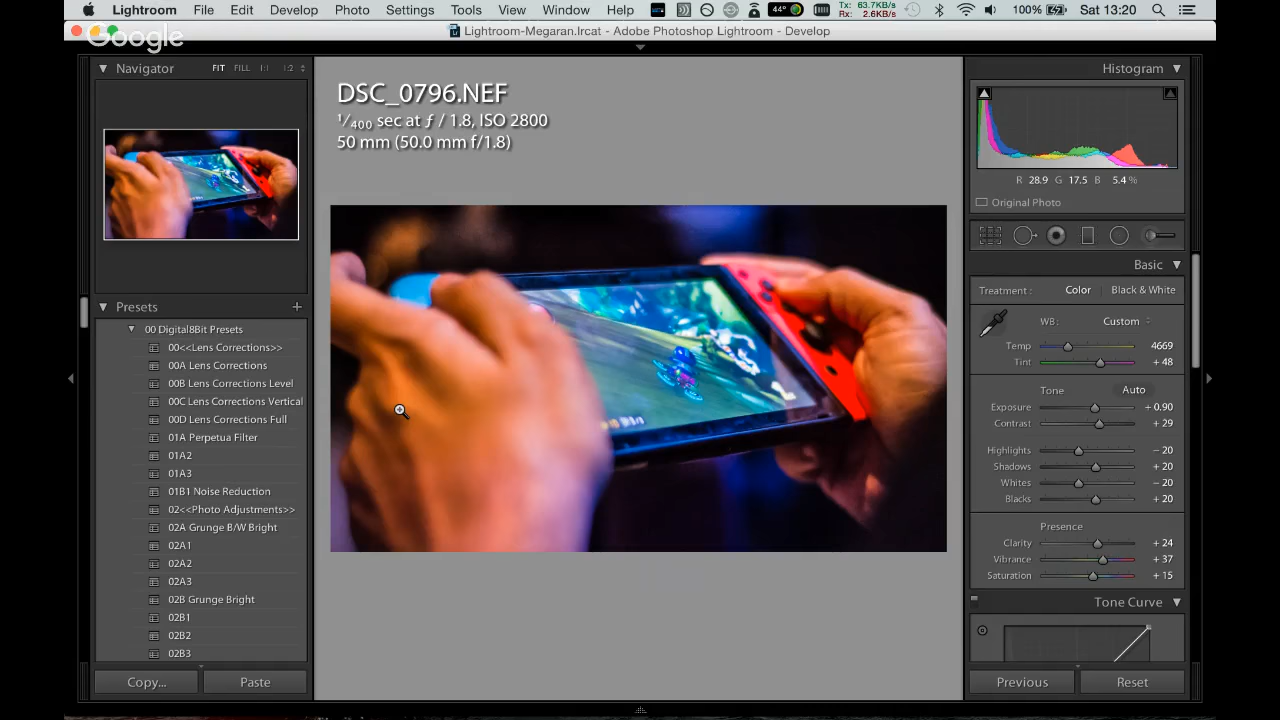 Lightroom File Edit Develop Photo Settings Tools View Window Help 44° Tx: 63.7KB/s Rx: 2.6KB/s 100% Sat 13:20
Google
Lightroom-Megaran.lrcat - Adobe Photoshop Lightroom - Develop
Navigator FIT FILL 1:1 1:2
Presets +
00 Digital8Bit Presets
00<<Lens Corrections>>
00A Lens Corrections
00B Lens Corrections Level
00C Lens Corrections Vertical
00D Lens Corrections Full
01A Perpetua Filter
01A2
01A3
01B1 Noise Reduction
02<<Photo Adjustments>>
02A Grunge B/W Bright
02A1
02A2
02A3
02B Grunge Bright
02B1
02B2
02B3
Copy... Paste
DSC_0796.NEF
1/400 sec at ƒ / 1.8, ISO 2800
50 mm (50.0 mm f/1.8)
Histogram
R 28.9 G 17.5 B 5.4 %
Original Photo
Basic
Treatment : Color Black & White
WB: Custom
Temp 4669
Tint + 48
Tone Auto
Exposure + 0.90
Contrast + 29
Highlights − 20
Shadows + 20
Whites − 20
Blacks + 20
Presence
Clarity + 24
Vibrance + 37
Saturation + 15
Tone Curve
Previous Reset